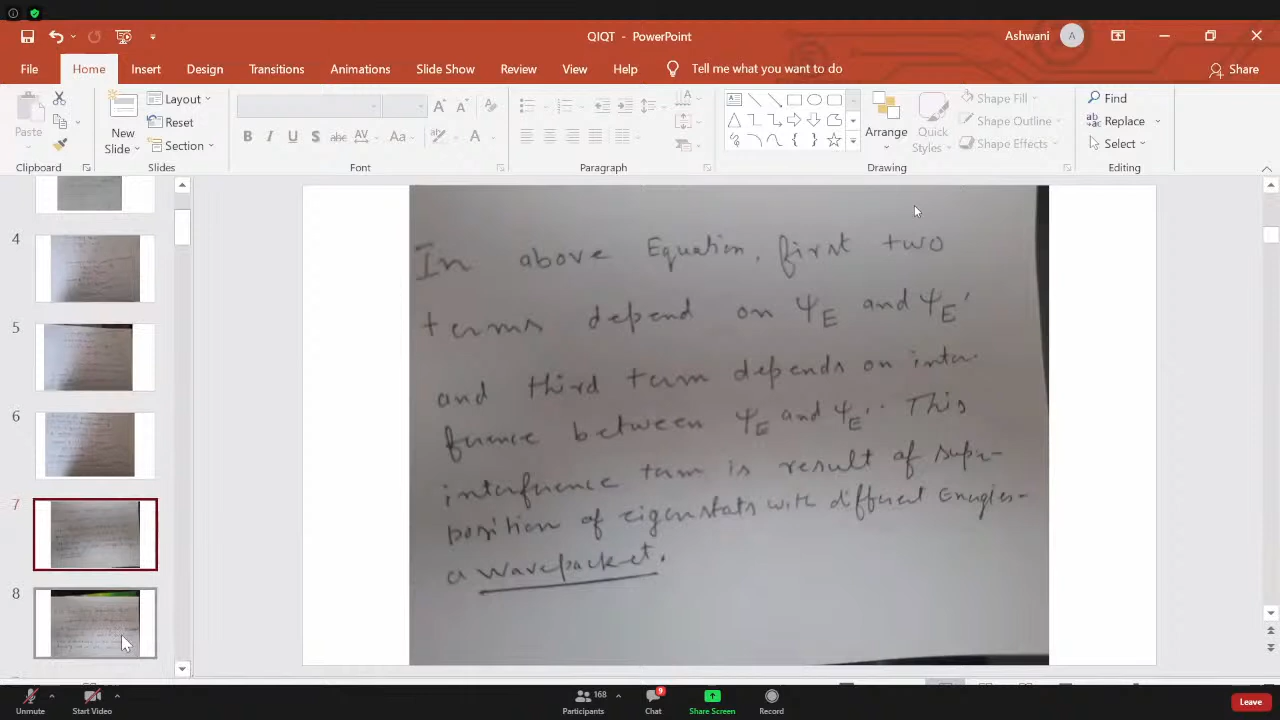 QIQT - PowerPoint
Ashwani
A
File
Home
Insert
Design
Transitions
Animations
Slide Show
Review
View
Help
Tell me what you want to do
Share
Paste
New
Slide
Layout
Reset
Section
B I U S abc AV Aa A
Shape Fill
Shape Outline
Shape Effects
Arrange
Quick
Styles
Find
Replace
Select
Clipboard
Slides
Font
Paragraph
Drawing
Editing
4
5
6
7
8
In above Equation, first two
terms depend on ΨE and ΨE'
and third term depends on inter-
ference between ΨE and ΨE'. This
interference term is result of super-
position of eigenstats with different Energies-
a wavepacket.
Unmute
Start Video
168
Participants
9
Chat
Share Screen
Record
Leave